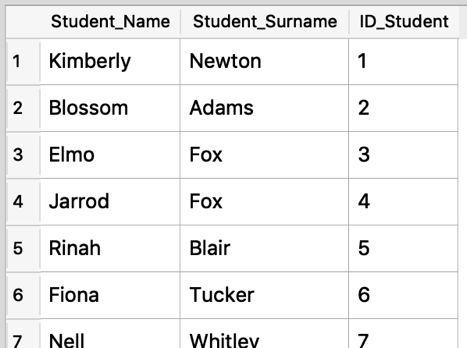 Student_Name Student_Surname ID_Student
1 Kimberly Newton 1
2 Blossom Adams 2
3 Elmo Fox 3
4 Jarrod Fox 4
5 Rinah Blair 5
6 Fiona Tucker 6
7 Nell Whitley 7